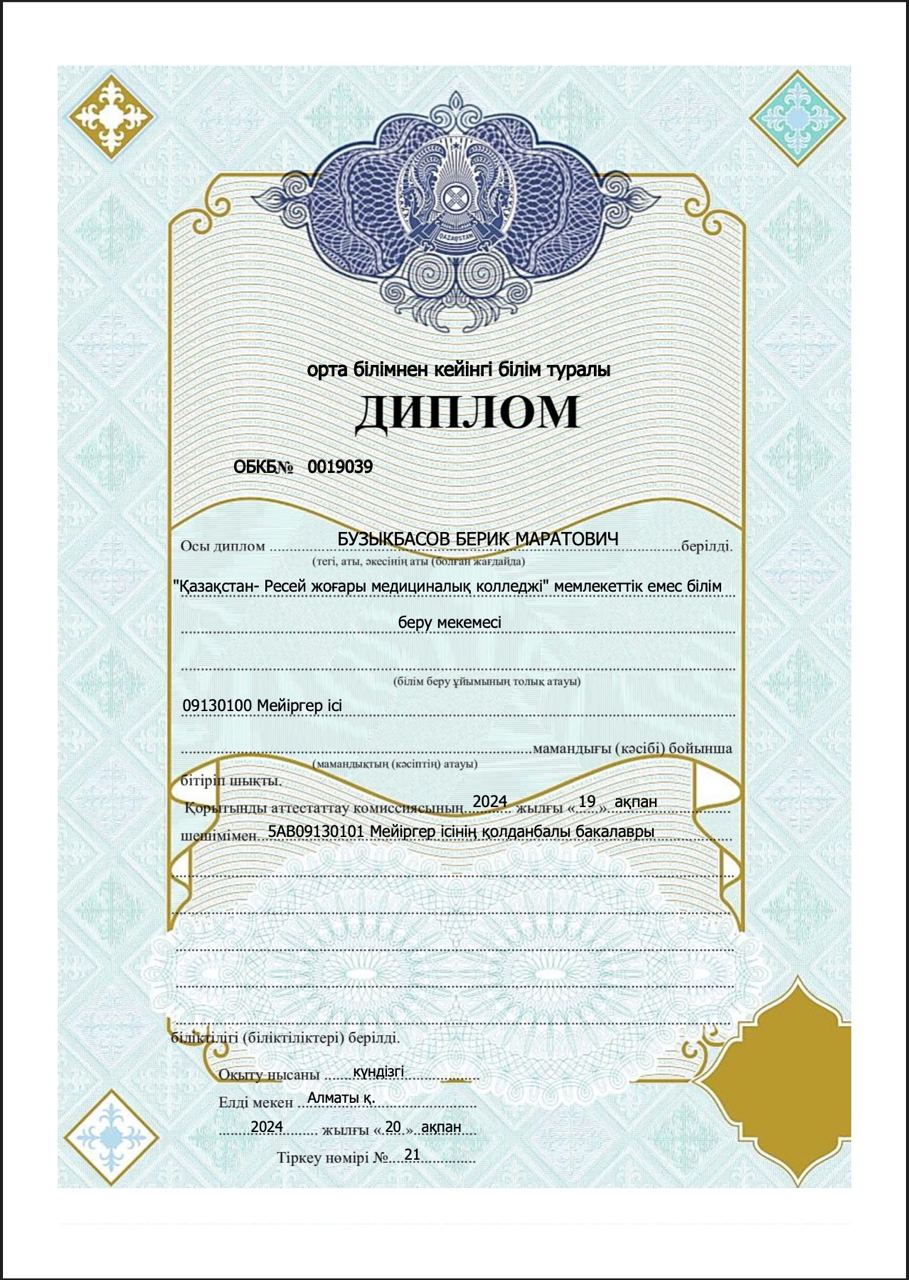 QAZAQSTAN
орта білімнен кейінгі білім туралы
ДИПЛОМ
ОБКБ№ 0019039
Осы диплом БУЗЫКБАСОВ БЕРИК МАРАТОВИЧ берілді.
(тегі, аты, әкесінің аты (болған жағдайда)
"Қазақстан- Ресей жоғары медициналық колледжі" мемлекеттік емес білім
беру мекемесі
(білім беру ұйымының толық атауы)
09130100 Мейіргер ісі
мамандығы (кәсібі) бойынша
(мамандықтың (кәсіптің) атауы)
бітіріп шықты.
Қорытынды аттестаттау комиссиясының 2024 жылғы «19» ақпан
шешімімен 5АВ09130101 Мейіргер ісінің қолданбалы бакалавры
біліктілігі (біліктіліктері) берілді.
Оқыту нысаны күндізгі
Елді мекен Алматы қ.
2024 жылғы «20» ақпан
Тіркеу нөмірі № 21